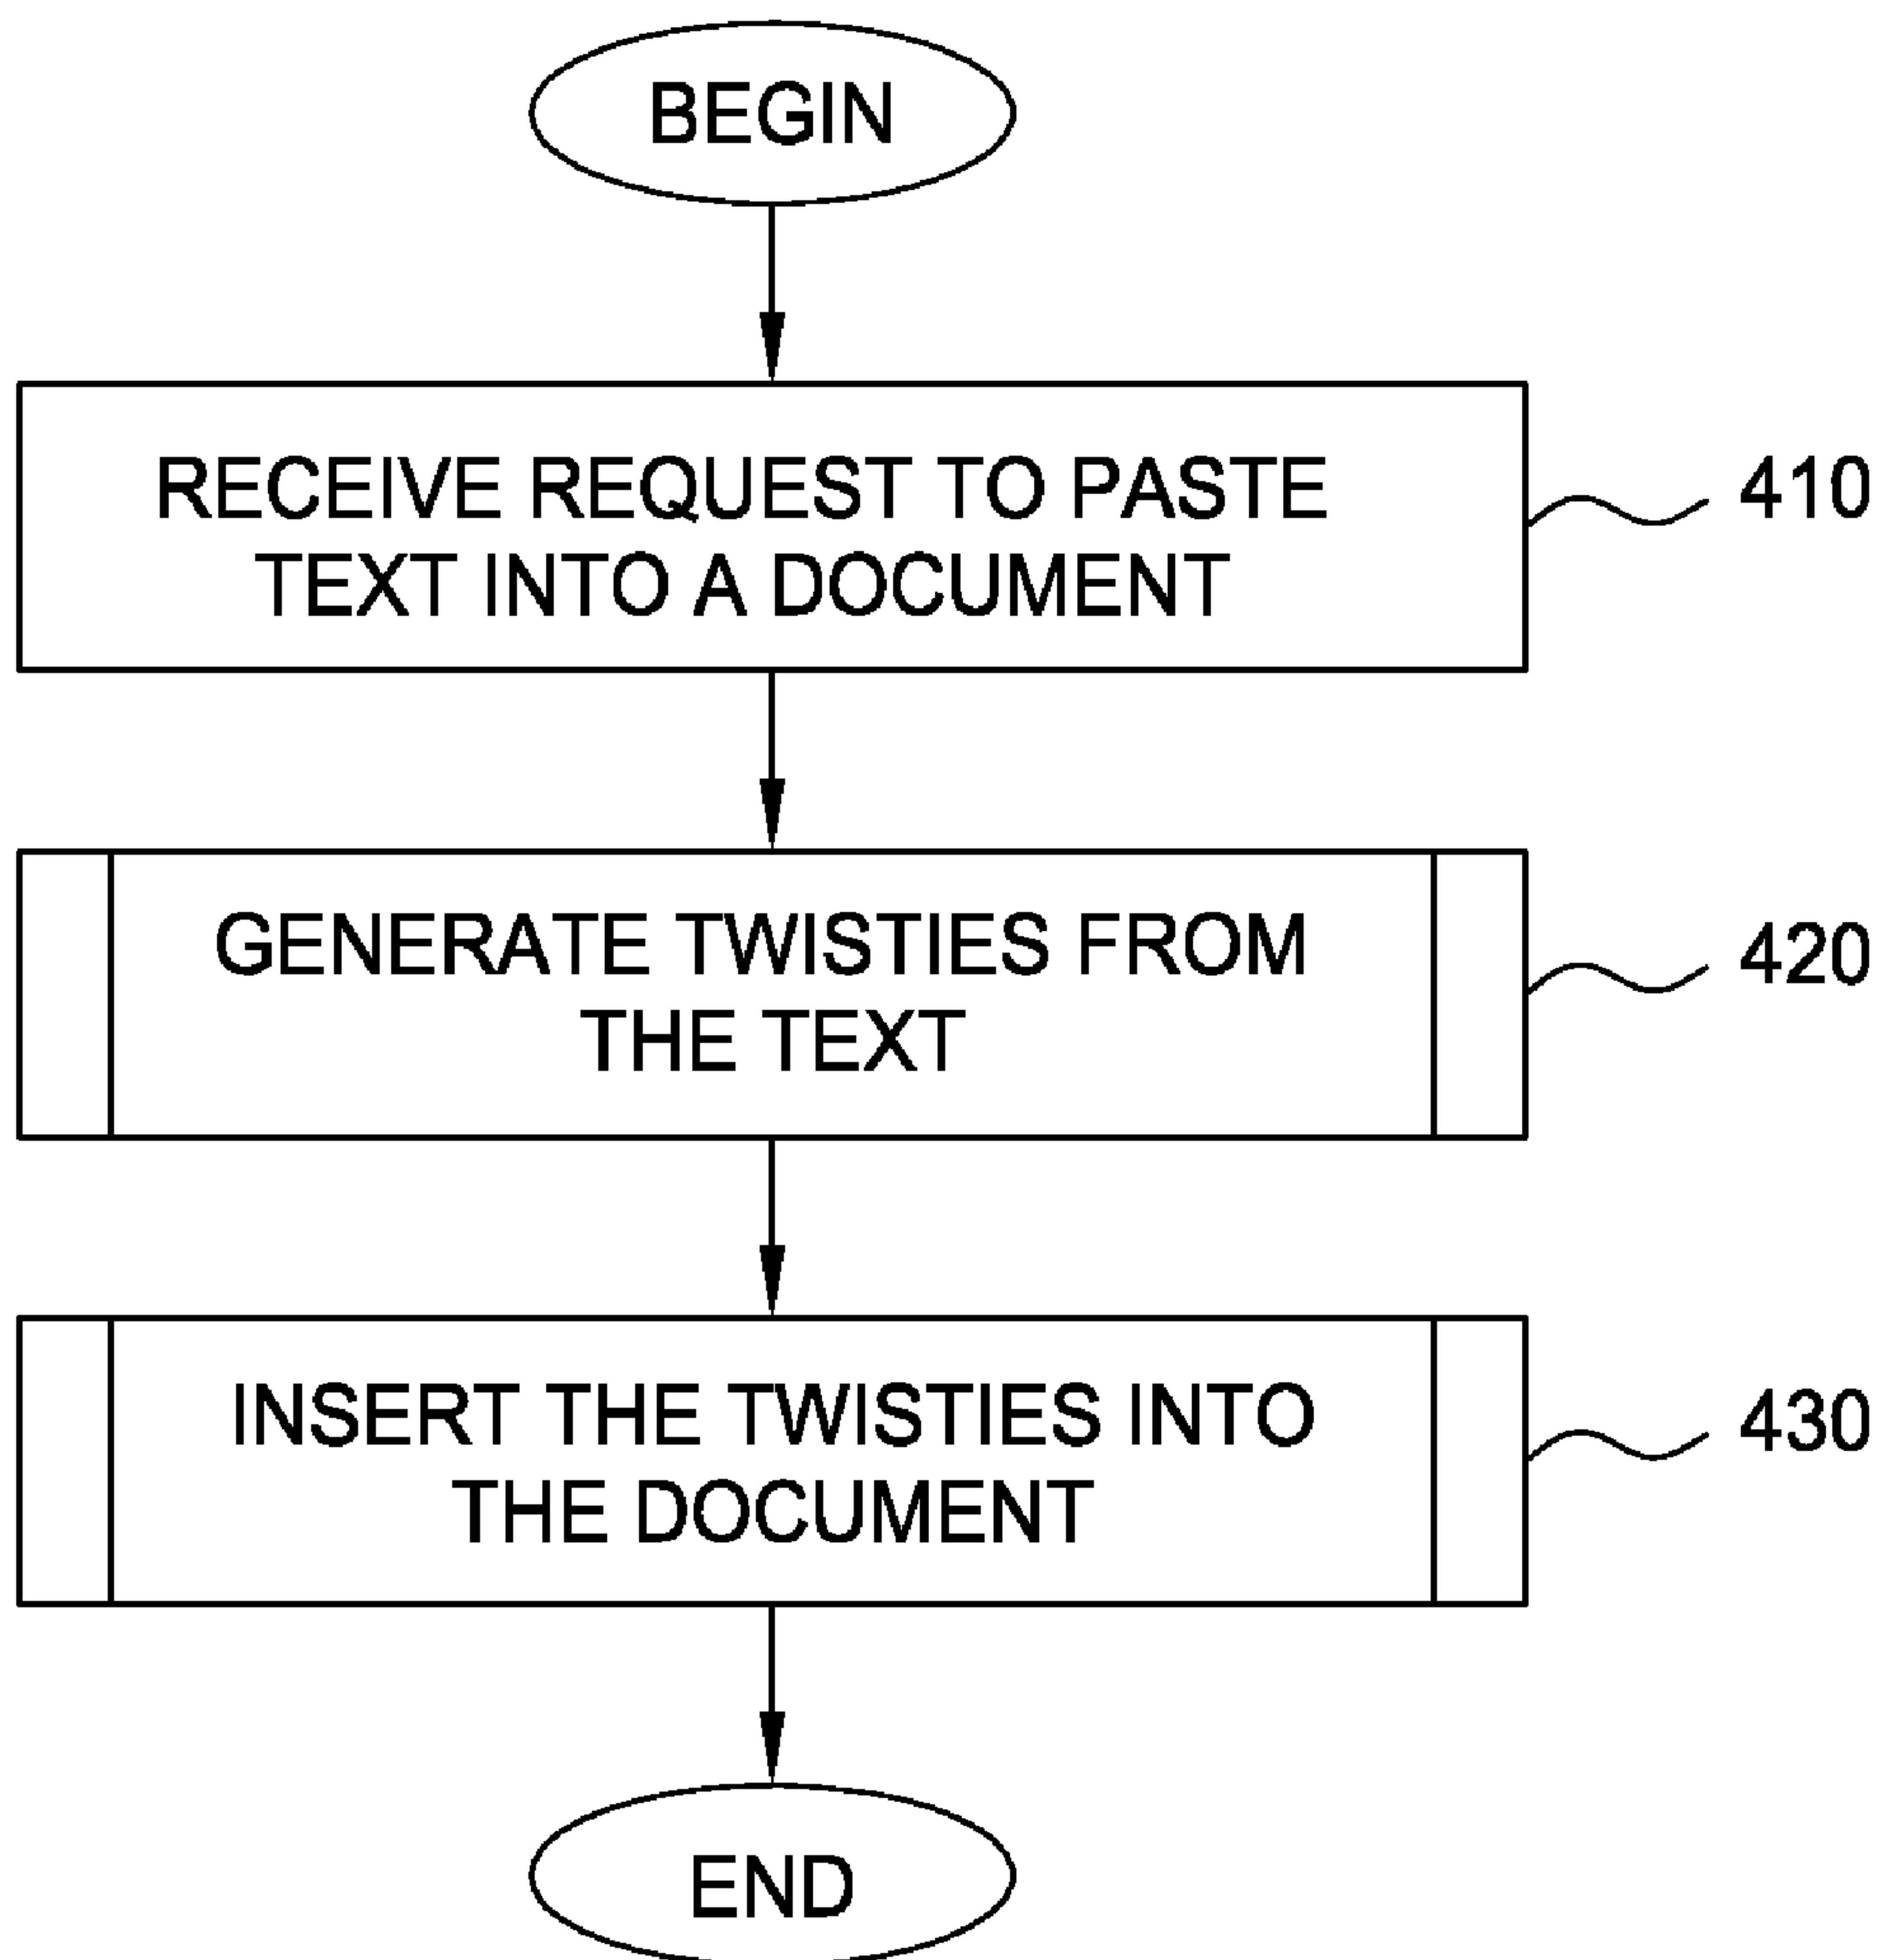 BEGIN
RECEIVE REQUEST TO PASTE
TEXT INTO A DOCUMENT
410
GENERATE TWISTIES FROM
THE TEXT
420
INSERT THE TWISTIES INTO
THE DOCUMENT
430
END